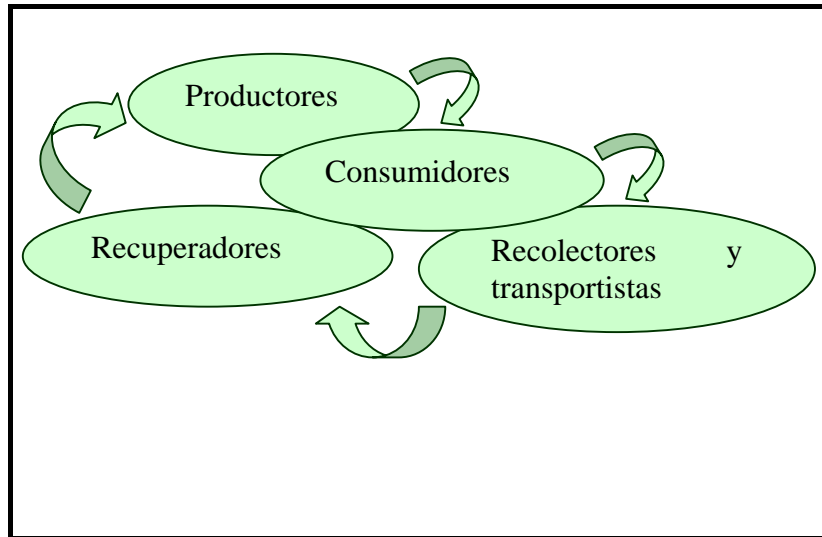 Productores
Consumidores
Recuperadores
Recolectores y
transportistas